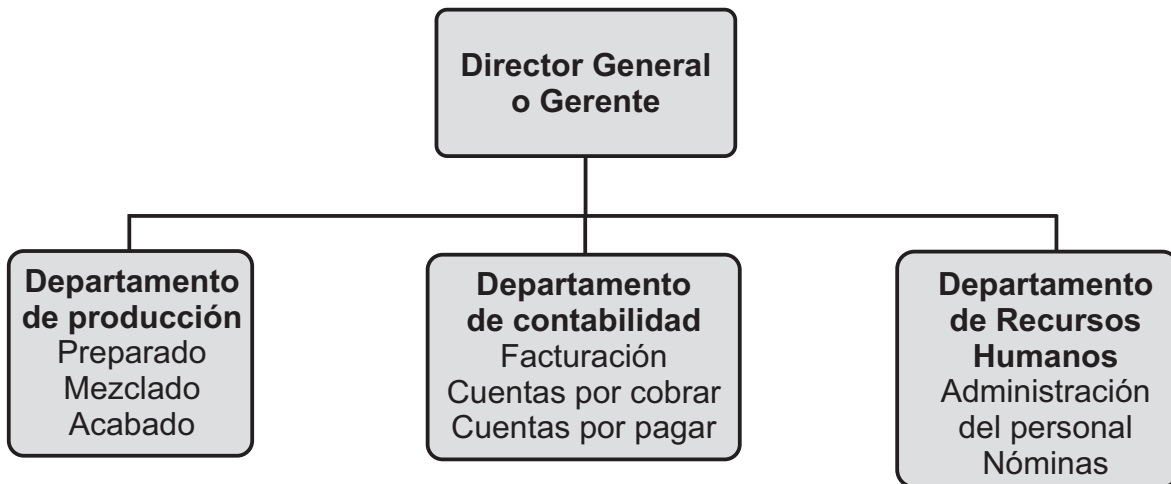 Director General
o Gerente
Departamento
de producción
Preparado
Mezclado
Acabado
Departamento
de contabilidad
Facturación
Cuentas por cobrar
Cuentas por pagar
Departamento
de Recursos
Humanos
Administración
del personal
Nóminas